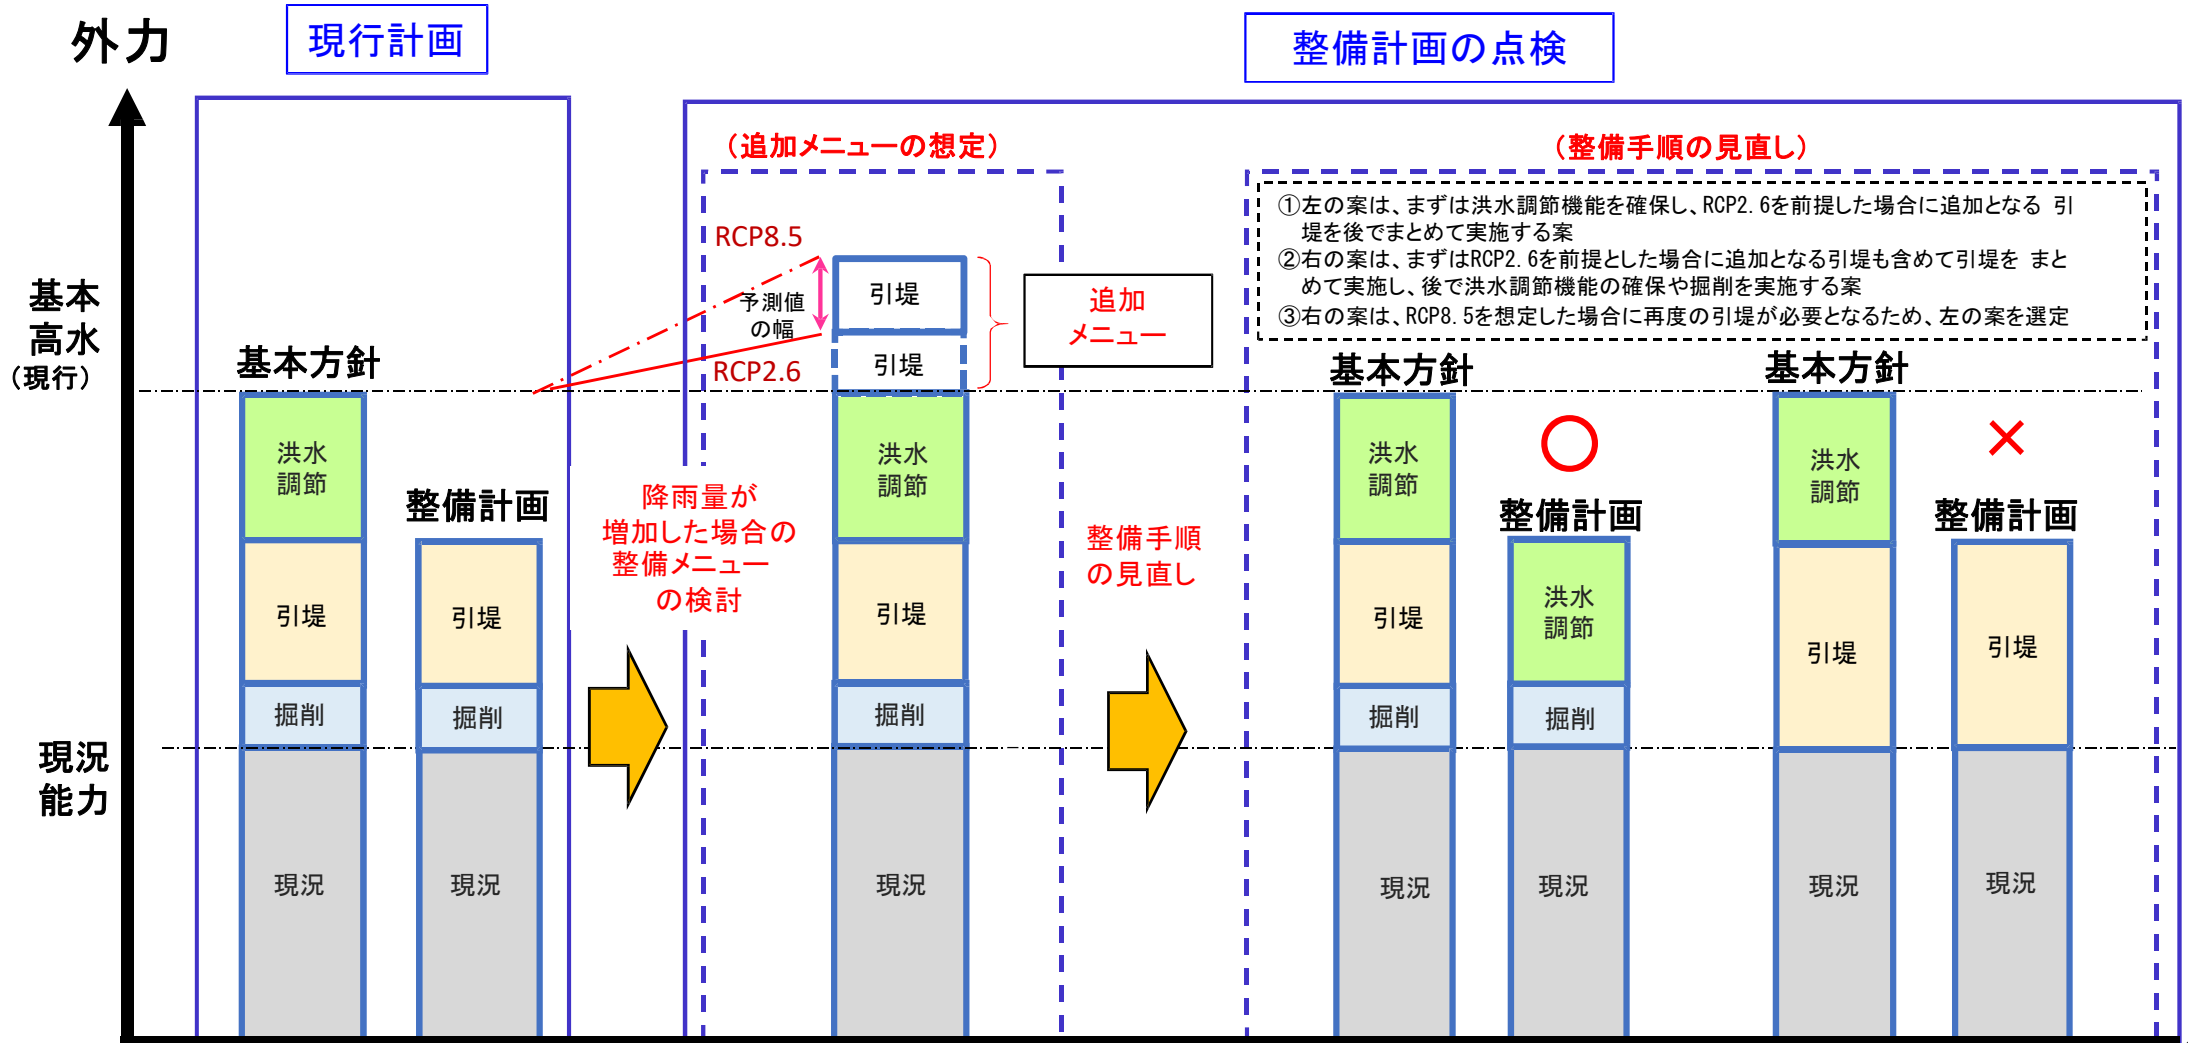 外力
現行計画
整備計画の点検
（追加メニューの想定）
（整備手順の見直し）
①左の案は、まずは洪水調節機能を確保し、RCP2.6を前提した場合に追加となる 引
堤を後でまとめて実施する案
②右の案は、まずはRCP2.6を前提とした場合に追加となる引堤も含めて引堤を まと
めて実施し、後で洪水調節機能の確保や掘削を実施する案
③右の案は、RCP8.5を想定した場合に再度の引堤が必要となるため、左の案を選定
基本
高水
（現行）
現況
能力
基本方針
洪水
調節
引堤
掘削
現況
整備計画
引堤
掘削
現況
降雨量が
増加した場合の
整備メニュー
の検討
RCP8.5
予測値
の幅
RCP2.6
引堤
引堤
洪水
調節
引堤
掘削
現況
追加
メニュー
整備手順
の見直し
基本方針
洪水
調節
引堤
掘削
現況
整備計画
洪水
調節
掘削
現況
基本方針
洪水
調節
引堤
現況
整備計画
引堤
現況